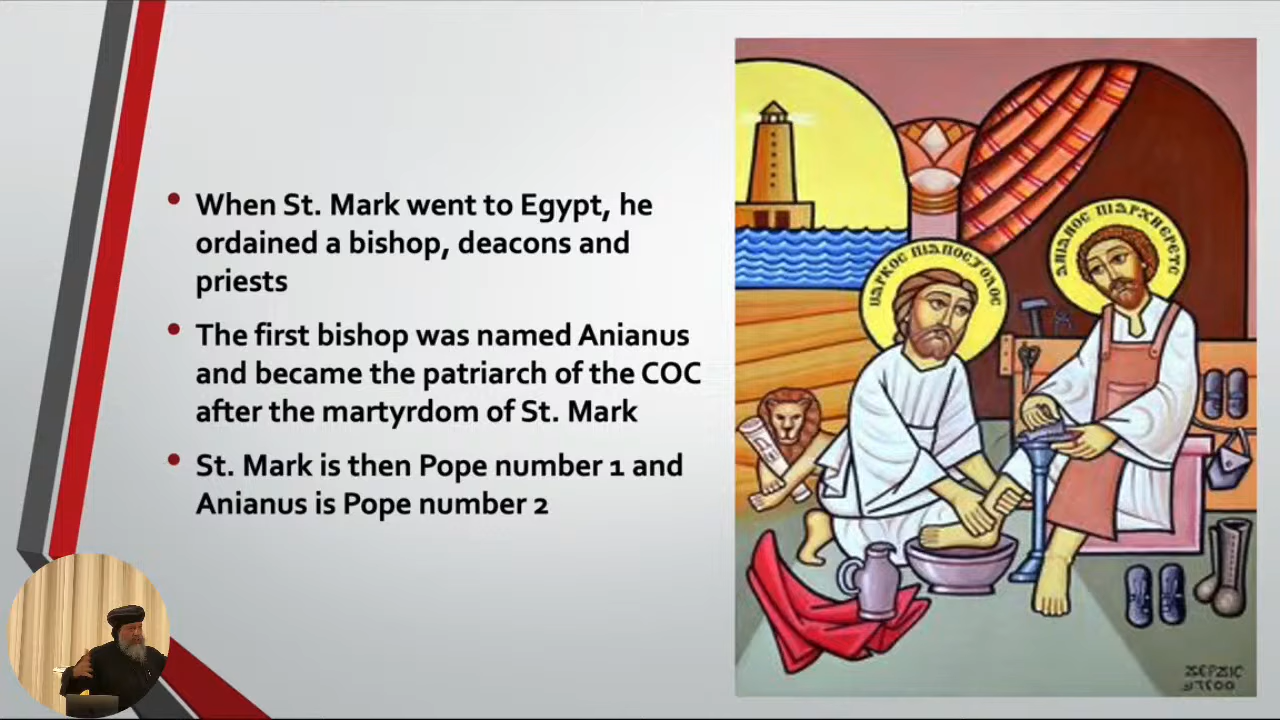 When St. Mark went to Egypt, he
ordained a bishop, deacons and
priests
The first bishop was named Anianus
and became the patriarch of the COC
after the martyrdom of St. Mark
St. Mark is then Pope number 1 and
Anianus is Pope number 2